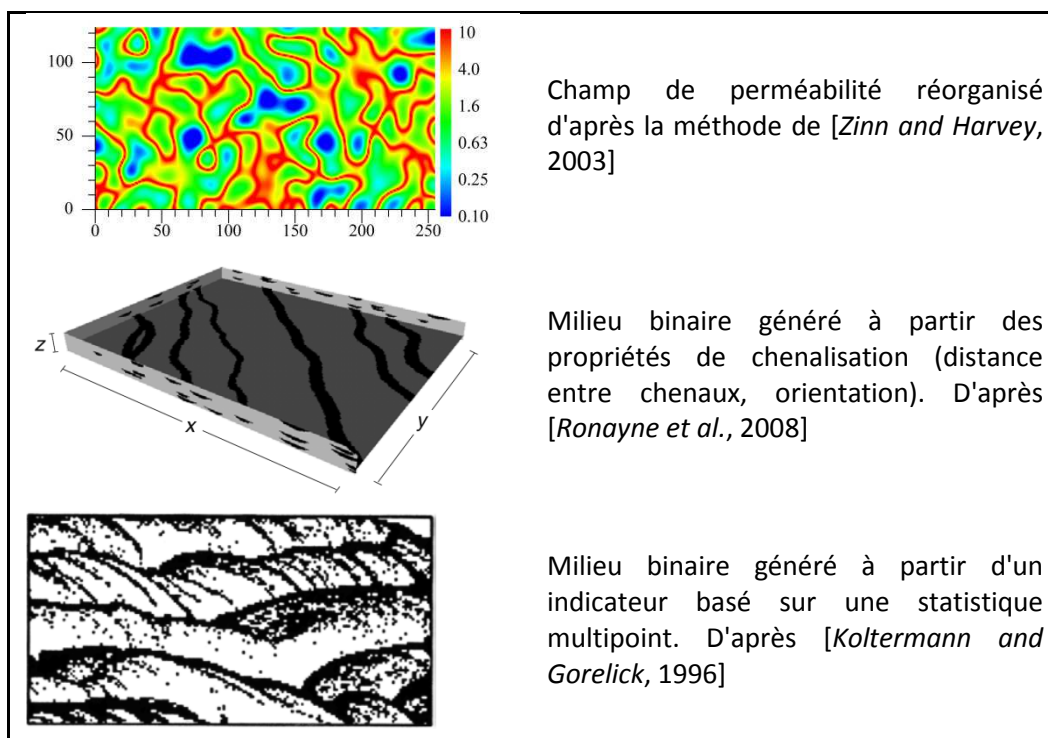 10
4.0
1.6
0.63
0.25
0.10
100
50
0
0
50
100
150
200
250
Champ de perméabilité réorganisé
d'après la méthode de [Zinn and Harvey,
2003]
z
x
y
Milieu binaire généré à partir des
propriétés de chenalisation (distance
entre chenaux, orientation). D'après
[Ronayne et al., 2008]
Milieu binaire généré à partir d'un
indicateur basé sur une statistique
multipoint. D'après [Koltermann and
Gorelick, 1996]